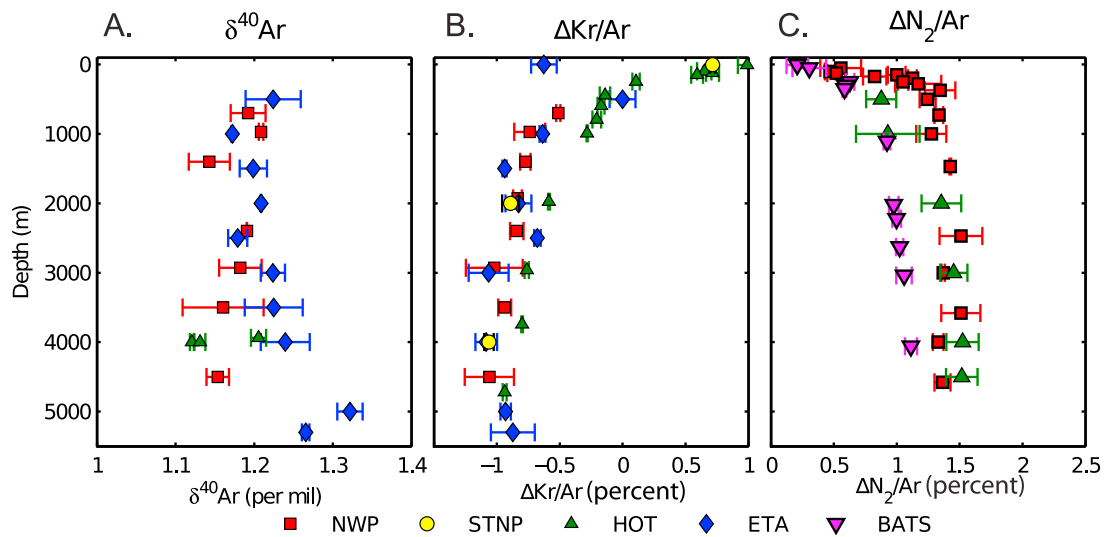 A. δ⁴⁰Ar
B. ΔKr/Ar
C. ΔN₂/Ar
Depth (m)
0
1000
2000
3000
4000
5000
1 1.1 1.2 1.3 1.4
−1 −0.5 0 0.5 1
0 0.5 1 1.5 2 2.5
δ⁴⁰Ar (per mil)
ΔKr/Ar (percent)
ΔN₂/Ar (percent)
NWP STNP HOT ETA BATS